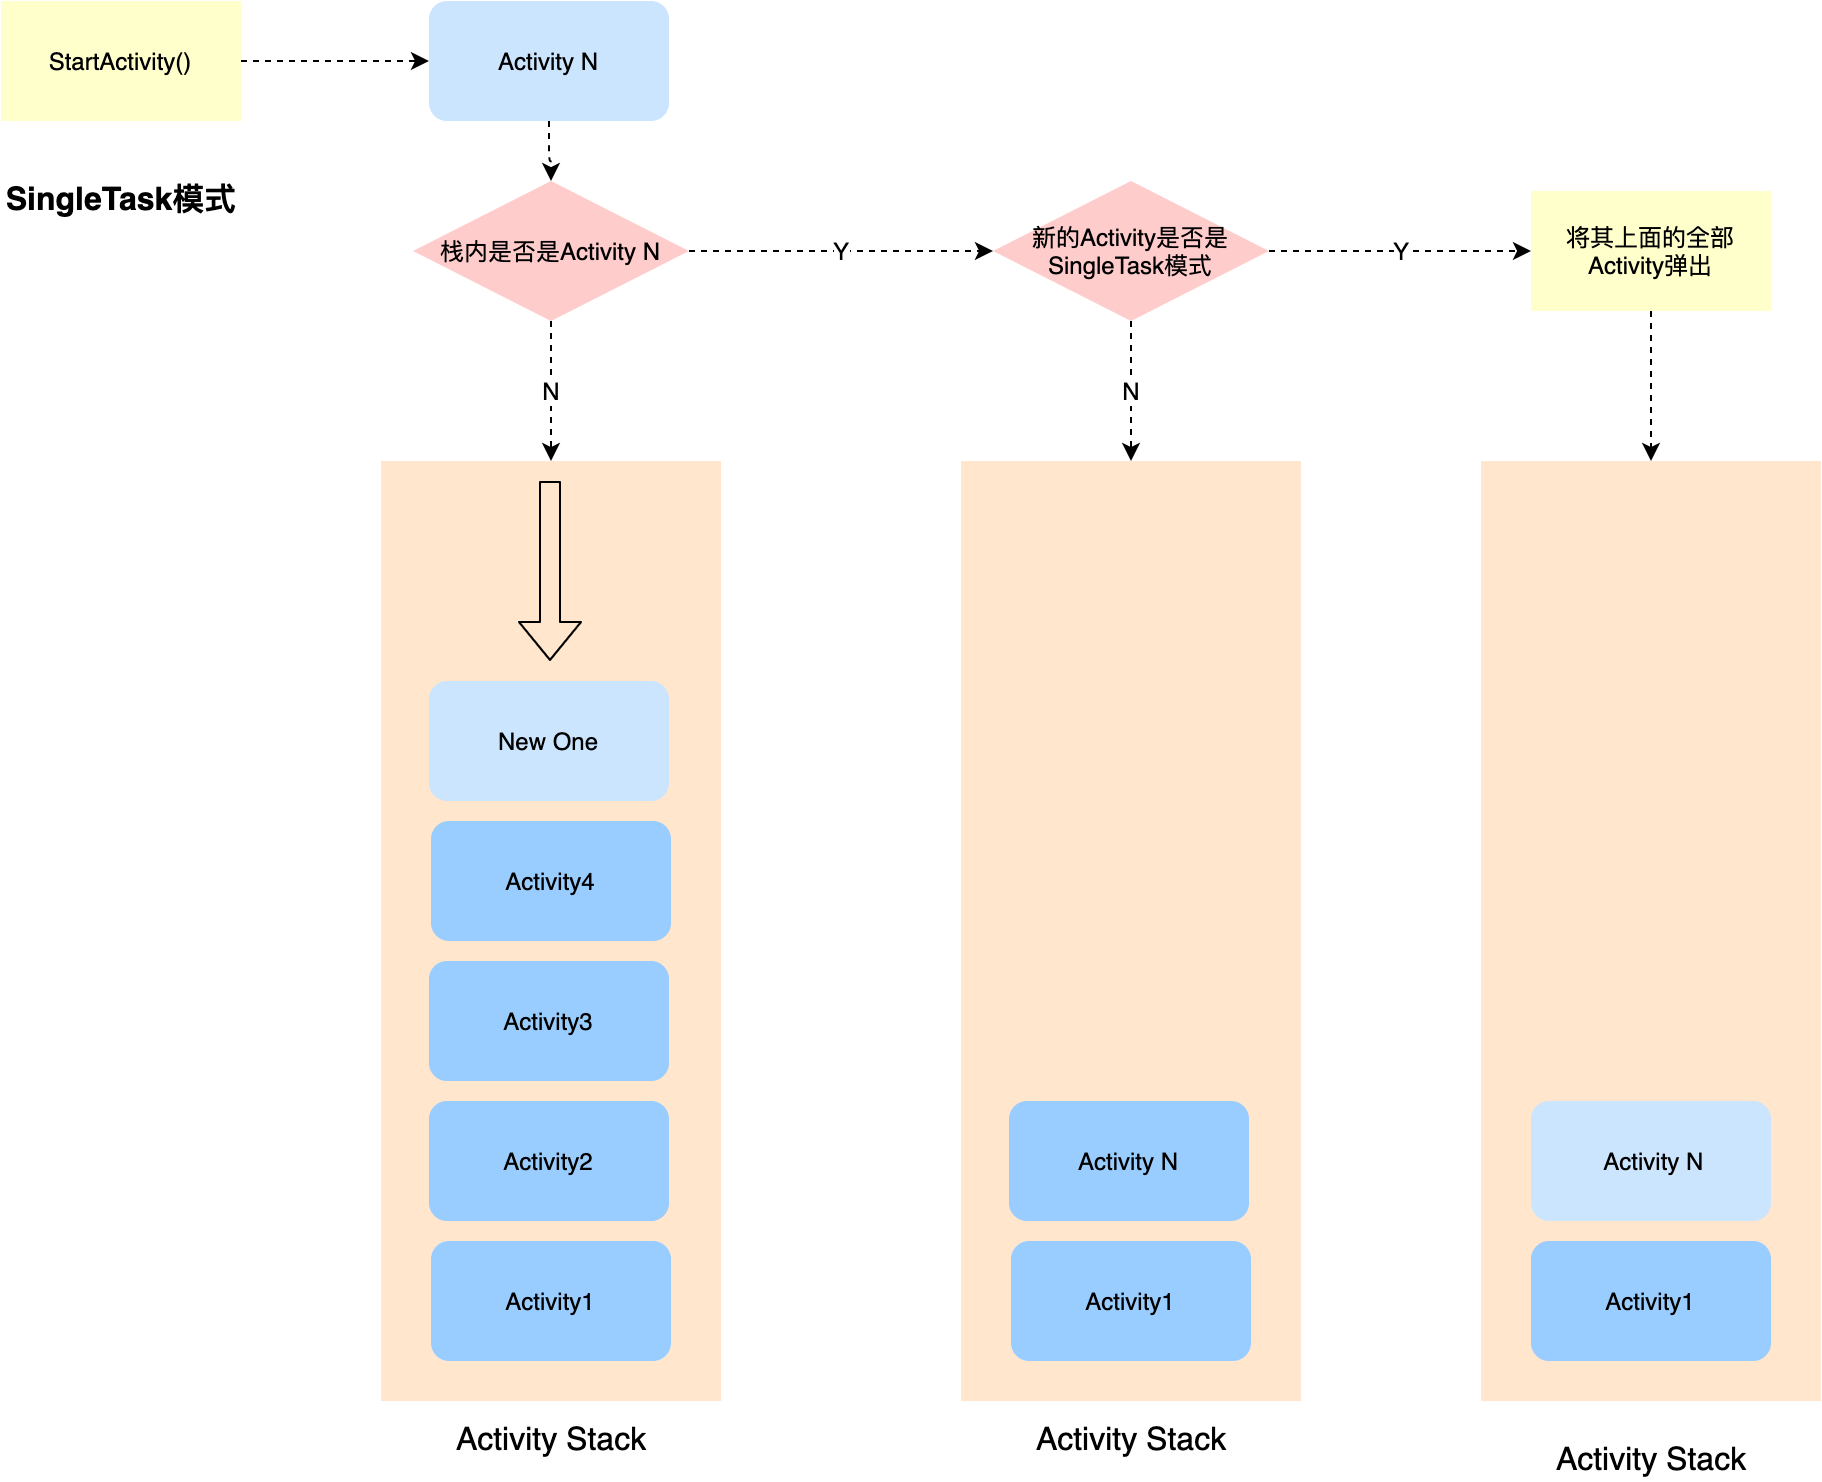 StartActivity()
Activity N
SingleTask模式
栈内是否是Activity N
Y
新的Activity是否是
SingleTask模式
Y
将其上面的全部
Activity弹出
N
N
New One
Activity4
Activity3
Activity2
Activity1
Activity Stack
Activity N
Activity1
Activity Stack
Activity N
Activity1
Activity Stack